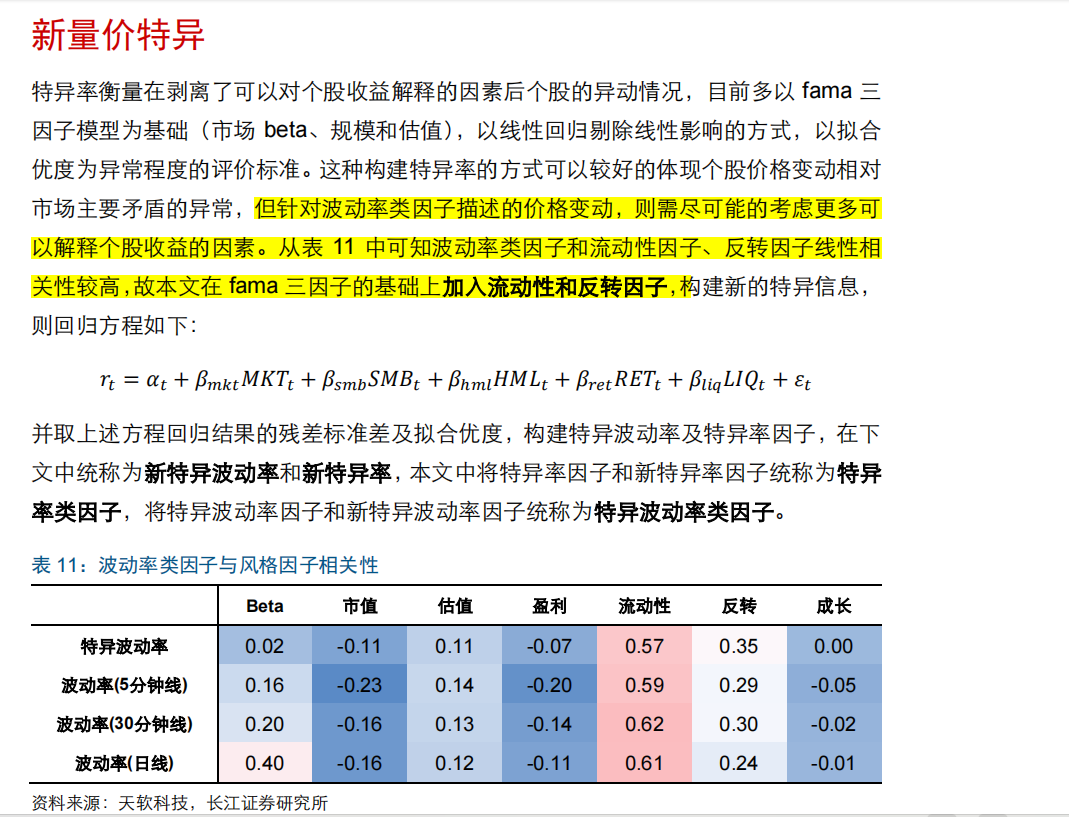 新量价特异
特异率衡量在剥离了可以对个股收益解释的因素后个股的异动情况，目前多以 fama 三
因子模型为基础（市场 beta、规模和估值），以线性回归剔除线性影响的方式，以拟合
优度为异常程度的评价标准。这种构建特异率的方式可以较好的体现个股价格变动相对
市场主要矛盾的异常，但针对波动率类因子描述的价格变动，则需尽可能的考虑更多可
以解释个股收益的因素。从表 11 中可知波动率类因子和流动性因子、反转因子线性相
关性较高，故本文在 fama 三因子的基础上加入流动性和反转因子，构建新的特异信息，
则回归方程如下：
r_t = α_t + β_mkt MKT_t + β_smb SMB_t + β_hml HML_t + β_ret RET_t + β_liq LIQ_t + ε_t
并取上述方程回归结果的残差标准差及拟合优度，构建特异波动率及特异率因子，在下
文中统称为新特异波动率和新特异率，本文中将特异率因子和新特异率因子统称为特异
率类因子，将特异波动率因子和新特异波动率因子统称为特异波动率类因子。
表 11：波动率类因子与风格因子相关性
Beta 市值 估值 盈利 流动性 反转 成长
特异波动率 0.02 -0.11 0.11 -0.07 0.57 0.35 0.00
波动率(5分钟线) 0.16 -0.23 0.14 -0.20 0.59 0.29 -0.05
波动率(30分钟线) 0.20 -0.16 0.13 -0.14 0.62 0.30 -0.02
波动率(日线) 0.40 -0.16 0.12 -0.11 0.61 0.24 -0.01
资料来源：天软科技，长江证券研究所